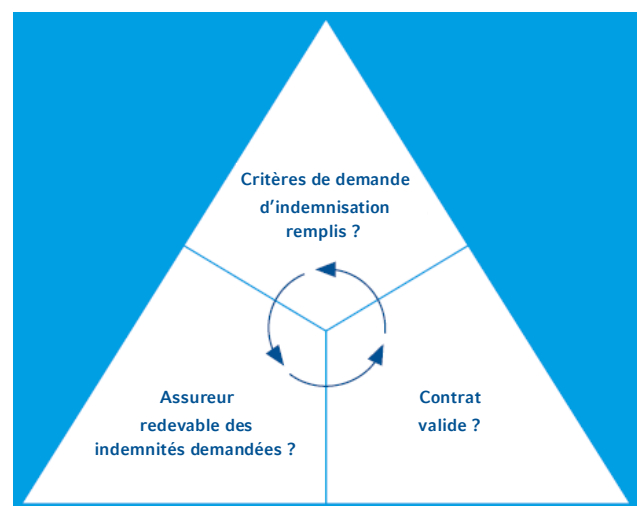 Critères de demande
d'indemnisation
remplis ?
Assureur
redevable des
indemnités demandées ?
Contrat
valide ?